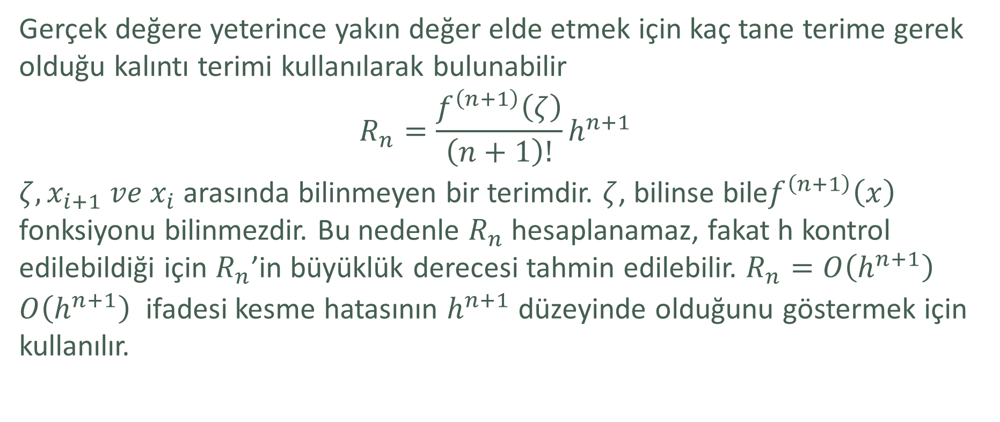 Gerçek değere yeterince yakın değer elde etmek için kaç tane terime gerek
olduğu kalıntı terimi kullanılarak bulunabilir
$R_n = \frac{f^{(n+1)}(\zeta)}{(n+1)!} h^{n+1}$
$\zeta, x_{i+1}$ ve $x_i$ arasında bilinmeyen bir terimdir. $\zeta$, bilinse bile$f^{(n+1)}(x)$
fonksiyonu bilinmezdir. Bu nedenle $R_n$ hesaplanamaz, fakat h kontrol
edilebildiği için $R_n$’in büyüklük derecesi tahmin edilebilir. $R_n = O(h^{n+1})$
$O(h^{n+1})$ ifadesi kesme hatasının $h^{n+1}$ düzeyinde olduğunu göstermek için
kullanılır.